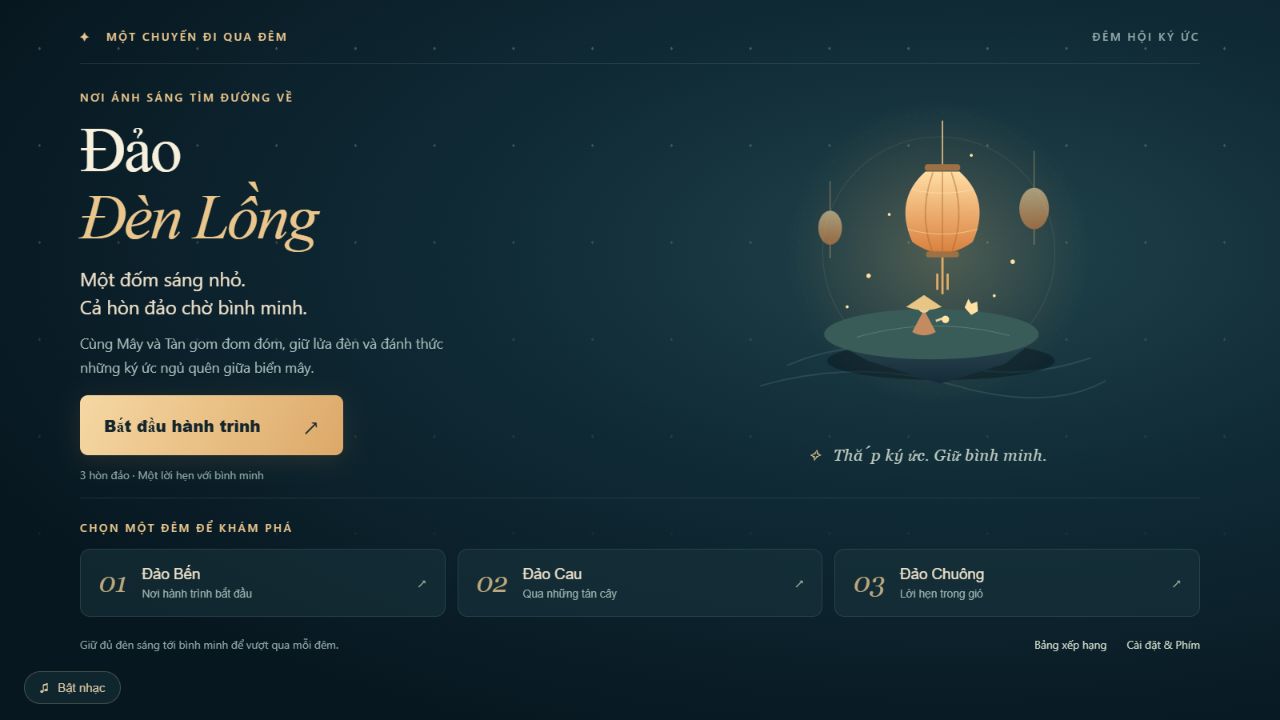 ✦ MỘT CHUYẾN ĐI QUA ĐÊM
ĐÊM HỘI KÝ ỨC
NƠI ÁNH SÁNG TÌM ĐƯỜNG VỀ
Đảo
Đèn Lồng
Một đốm sáng nhỏ.
Cả hòn đảo chờ bình minh.
Cùng Mây và Tàn gom đom đóm, giữ lửa đèn và đánh thức
những ký ức ngủ quên giữa biển mây.
Bắt đầu hành trình ↗
3 hòn đảo · Một lời hẹn với bình minh
✧ Thắp ký ức. Giữ bình minh.
CHỌN MỘT ĐÊM ĐỂ KHÁM PHÁ
01 Đảo Bến ↗
Nơi hành trình bắt đầu
02 Đảo Cau ↗
Qua những tán cây
03 Đảo Chuông ↗
Lời hẹn trong gió
Giữ đủ đèn sáng tới bình minh để vượt qua mỗi đêm.
Bảng xếp hạng Cài đặt & Phím
♫ Bật nhạc